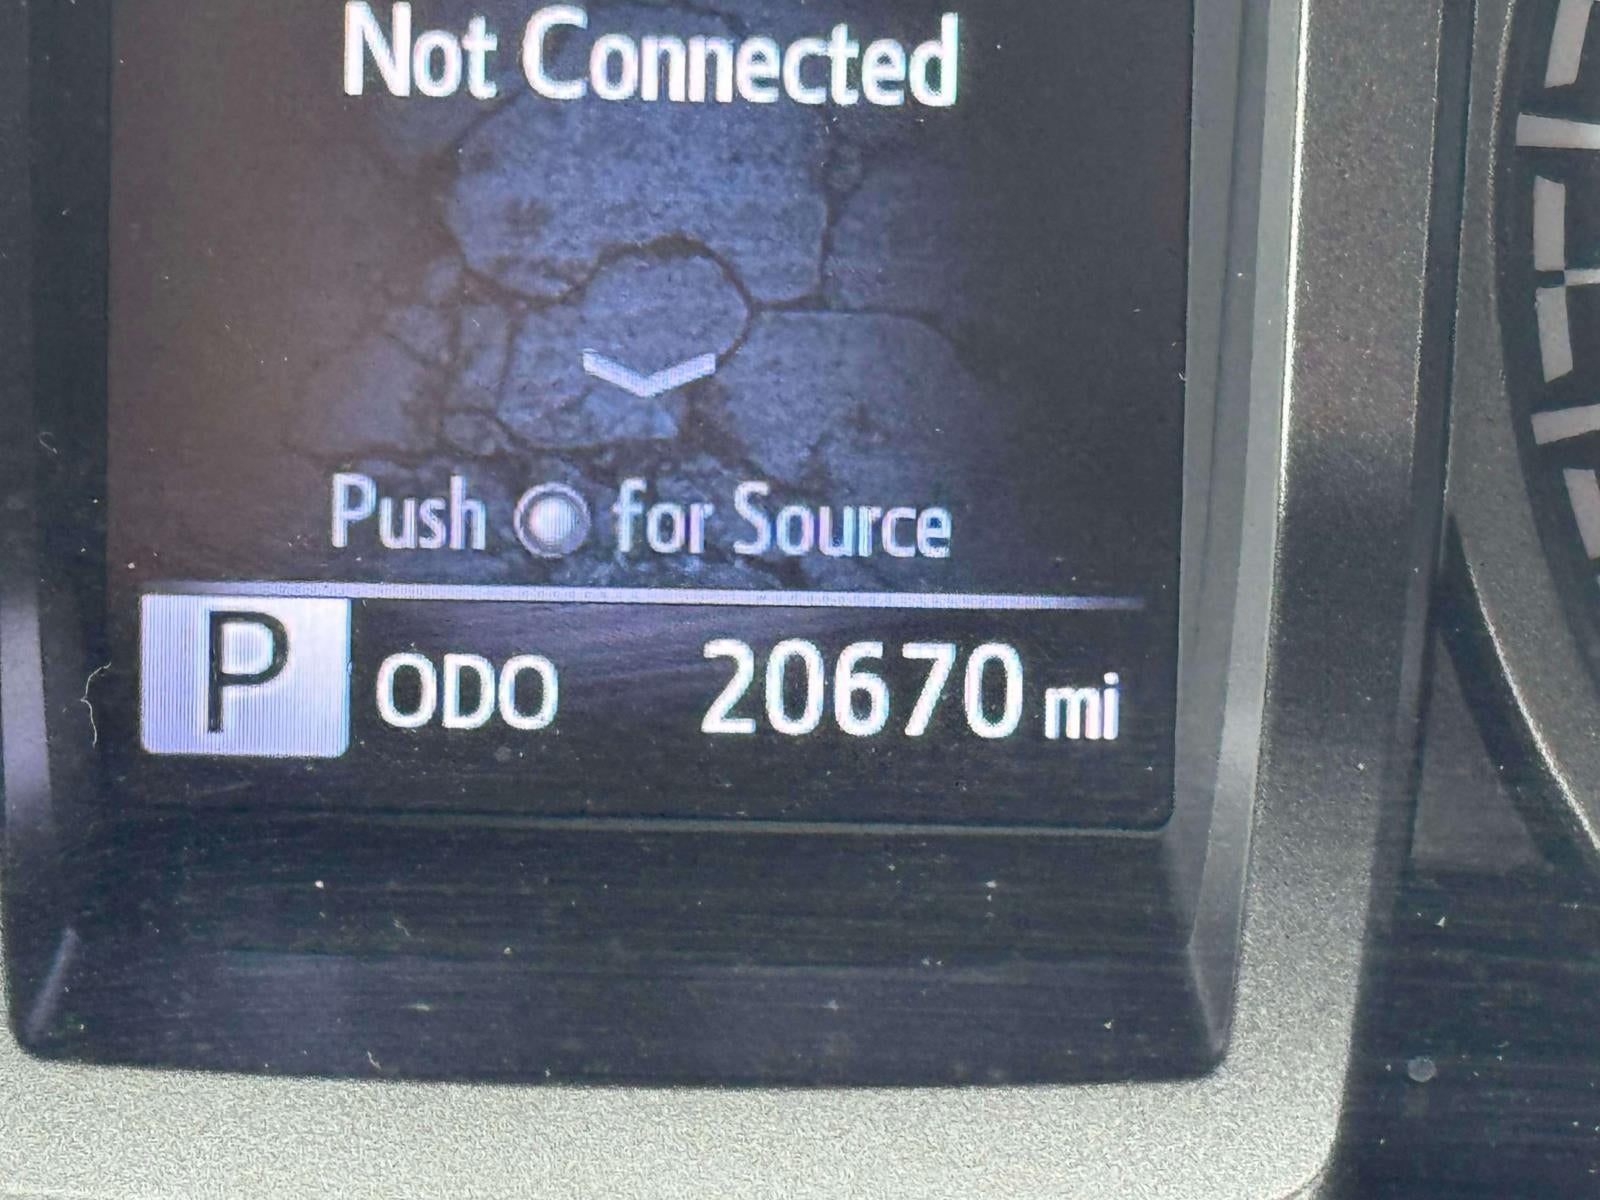 Not Connected
Push for Source
P ODO 20670 mi